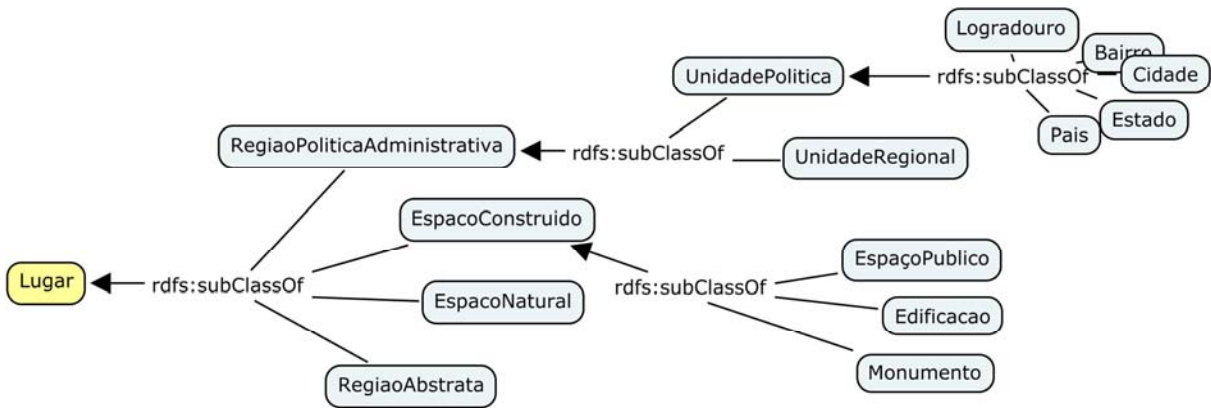 Logradouro
Bairro
UnidadePolitica
rdfs:subClassOf
Cidade
Estado
Pais
RegiaoPoliticaAdministrativa
rdfs:subClassOf
UnidadeRegional
EspacoConstruido
Lugar
rdfs:subClassOf
rdfs:subClassOf
EspaçoPublico
EspacoNatural
Edificacao
RegiaoAbstrata
Monumento